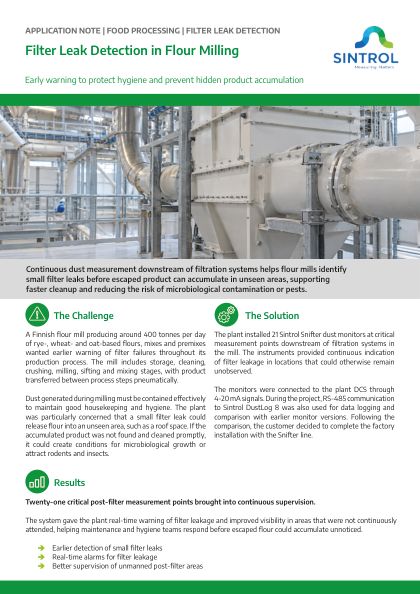 APPLICATION NOTE | FOOD PROCESSING | FILTER LEAK DETECTION
Filter Leak Detection in Flour Milling
SINTROL
Measuring Matters
Early warning to protect hygiene and prevent hidden product accumulation
Continuous dust measurement downstream of filtration systems helps flour mills identify
small filter leaks before escaped product can accumulate in unseen areas, supporting
faster cleanup and reducing the risk of microbiological contamination or pests.
The Challenge
A Finnish flour mill producing around 400 tonnes per day
of rye-, wheat- and oat-based flours, mixes and premixes
wanted earlier warning of filter failures throughout its
production process. The mill includes storage, cleaning,
crushing, milling, sifting and mixing stages, with product
transferred between process steps pneumatically.
Dust generated during milling must be contained effectively
to maintain good housekeeping and hygiene. The plant
was particularly concerned that a small filter leak could
release flour into an unseen area, such as a roof space. If the
accumulated product was not found and cleaned promptly,
it could create conditions for microbiological growth or
attract rodents and insects.
The Solution
The plant installed 21 Sintrol Snifter dust monitors at critical
measurement points downstream of filtration systems in
the mill. The instruments provided continuous indication
of filter leakage in locations that could otherwise remain
unobserved.
The monitors were connected to the plant DCS through
4-20 mA signals. During the project, RS-485 communication
to Sintrol DustLog 8 was also used for data logging and
comparison with earlier monitor versions. Following the
comparison, the customer decided to complete the factory
installation with the Snifter line.
Results
Twenty-one critical post-filter measurement points brought into continuous supervision.
The system gave the plant real-time warning of filter leakage and improved visibility in areas that were not continuously
attended, helping maintenance and hygiene teams respond before escaped flour could accumulate unnoticed.
Earlier detection of small filter leaks
Real-time alarms for filter leakage
Better supervision of unmanned post-filter areas